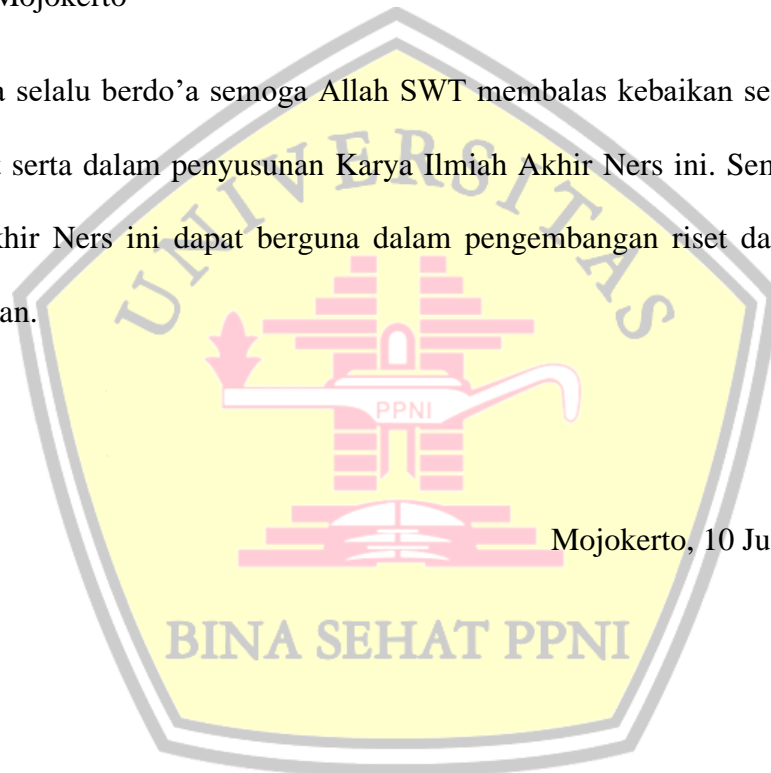 Mojokerto
a selalu berdo’a semoga Allah SWT membalas kebaikan se
serta dalam penyusunan Karya Ilmiah Akhir Ners ini. Sem
khir Ners ini dapat berguna dalam pengembangan riset da
an.
UNIVERSITAS
PPNI
Mojokerto, 10 Ju
BINA SEHAT PPNI